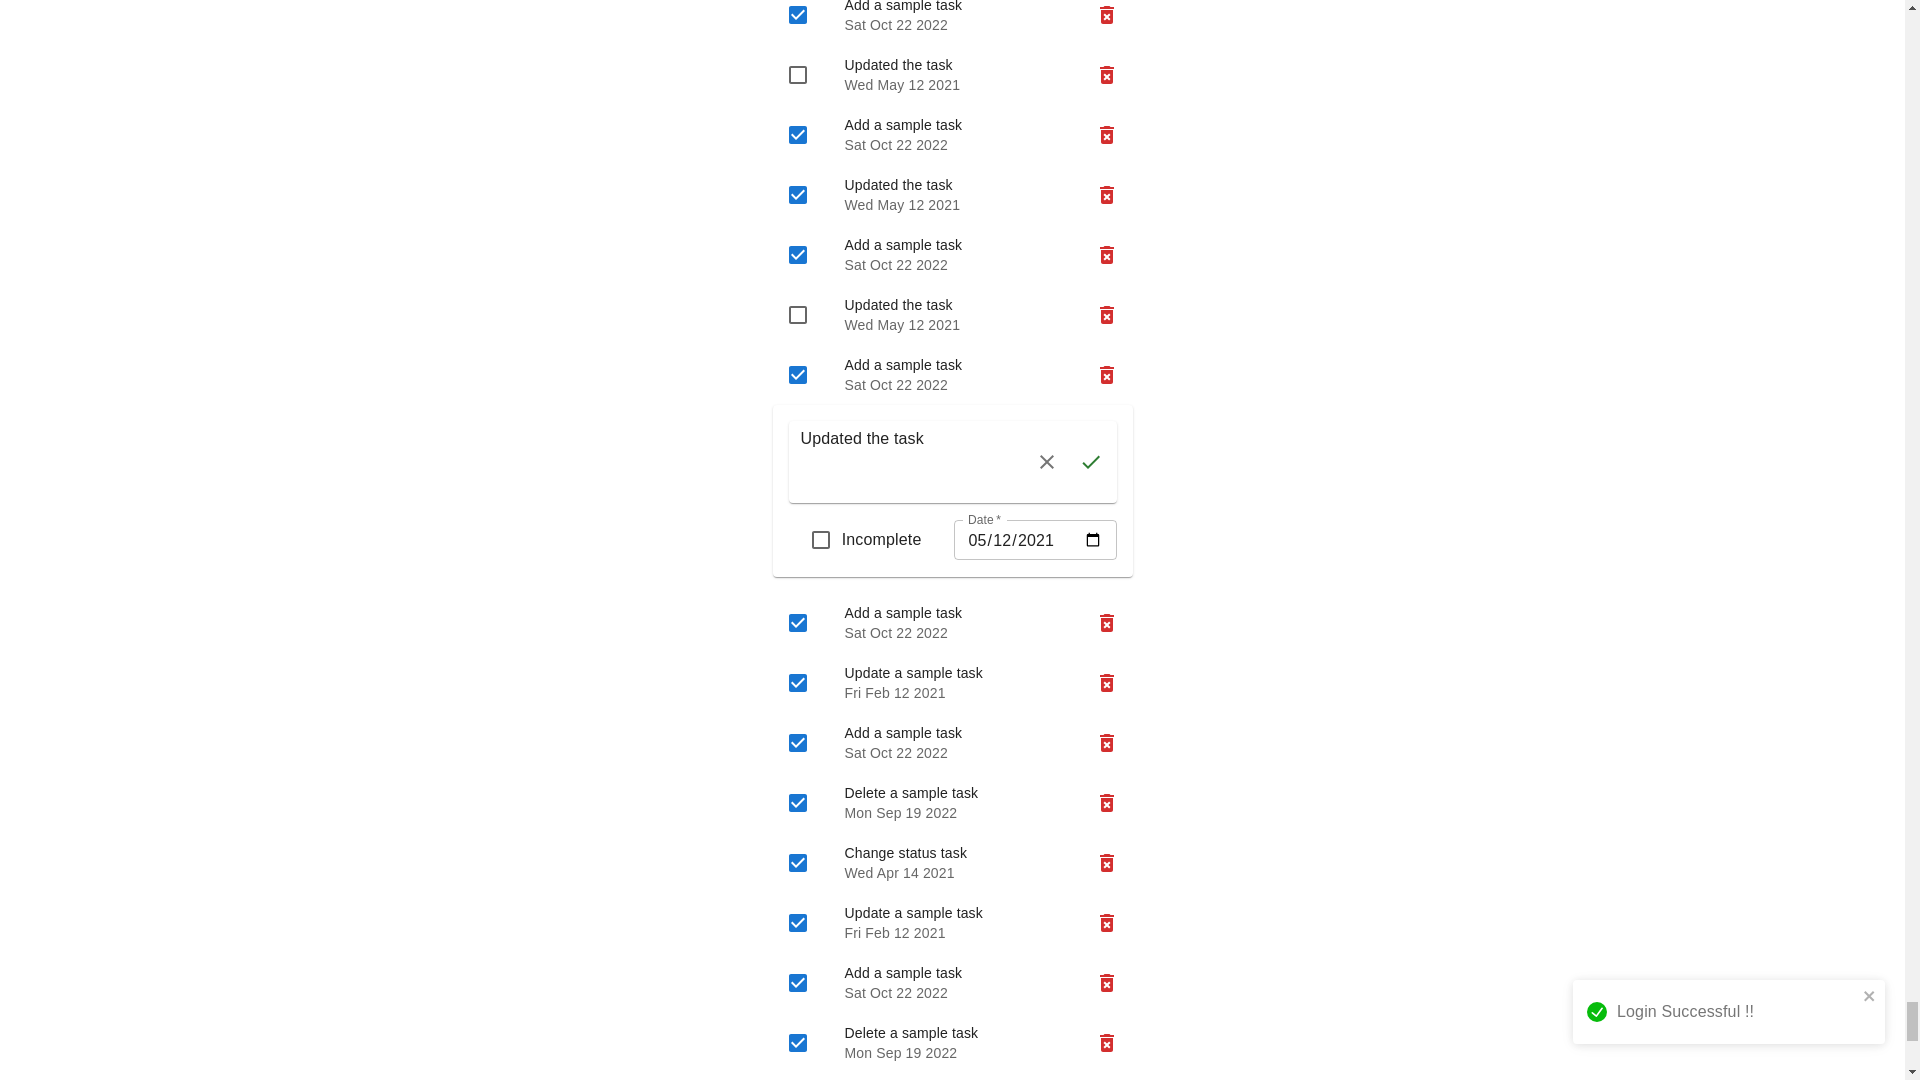 Add a sample task
Sat Oct 22 2022
Updated the task
Wed May 12 2021
Add a sample task
Sat Oct 22 2022
Updated the task
Wed May 12 2021
Add a sample task
Sat Oct 22 2022
Updated the task
Wed May 12 2021
Add a sample task
Sat Oct 22 2022
Updated the task
Date *
Incomplete
05/12/2021
Add a sample task
Sat Oct 22 2022
Update a sample task
Fri Feb 12 2021
Add a sample task
Sat Oct 22 2022
Delete a sample task
Mon Sep 19 2022
Change status task
Wed Apr 14 2021
Update a sample task
Fri Feb 12 2021
Add a sample task
Sat Oct 22 2022
Delete a sample task
Mon Sep 19 2022
Login Successful !!